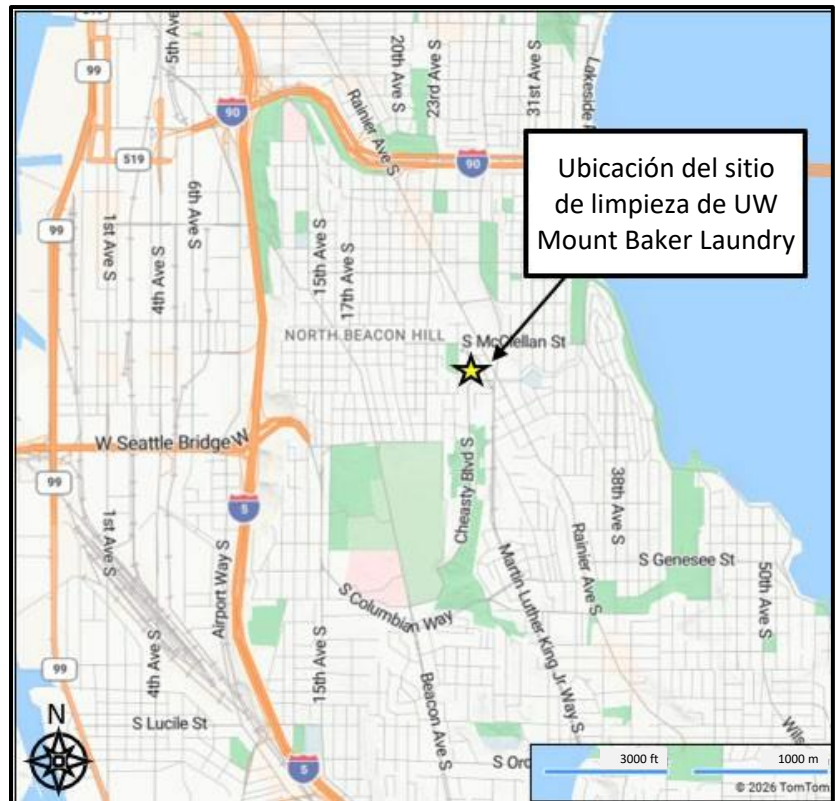 99
5th Ave S
20th Ave S
23rd Ave S
31st Ave S
Rainier Ave S
90
519
90
Ubicación del sitio
de limpieza de UW
Mount Baker Laundry
99
1st Ave S
4th Ave S
6th Ave S
15th Ave S
17th Ave S
NORTH BEACON HILL
S McClellan St
W Seattle Bridge W
99
5
Cheasty Blvd S
38th Ave S
Rainier Ave S
S Genesee St
50th Ave S
1st Ave S
Airport Way S
S Columbian Way
Martin Luther King Jr Way S
99
4th Ave S
15th Ave S
Beacon Ave S
N
S Lucile St
5
3000 ft
1000 m
© 2026 TomTom